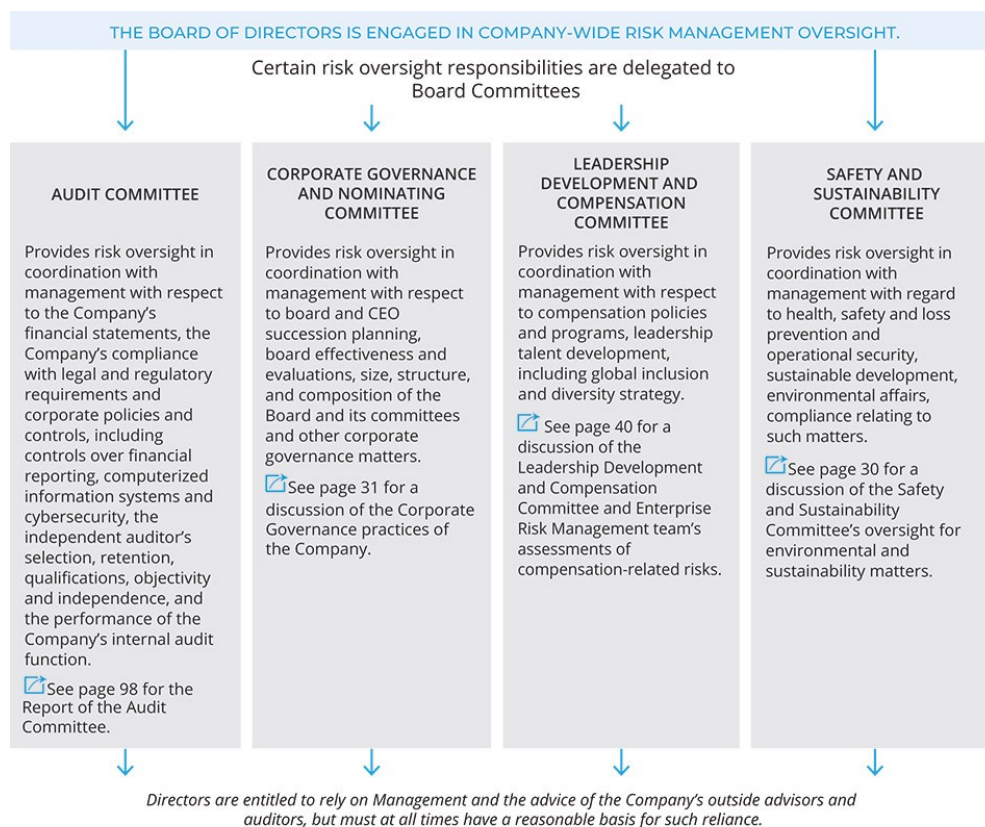 THE BOARD OF DIRECTORS IS ENGAGED IN COMPANY-WIDE RISK MANAGEMENT OVERSIGHT.
Certain risk oversight responsibilities are delegated to
Board Committees
AUDIT COMMITTEE
Provides risk oversight in
coordination with
management with respect
to the Company’s
financial statements, the
Company’s compliance
with legal and regulatory
requirements and
corporate policies and
controls, including
controls over financial
reporting, computerized
information systems and
cybersecurity, the
independent auditor’s
selection, retention,
qualifications, objectivity
and independence, and
the performance of the
Company’s internal audit
function.
See page 98 for the
Report of the Audit
Committee.
CORPORATE GOVERNANCE
AND NOMINATING
COMMITTEE
Provides risk oversight in
coordination with
management with respect
to board and CEO
succession planning,
board effectiveness and
evaluations, size, structure,
and composition of the
Board and its committees
and other corporate
governance matters.
See page 31 for a
discussion of the Corporate
Governance practices of
the Company.
LEADERSHIP
DEVELOPMENT AND
COMPENSATION
COMMITTEE
Provides risk oversight in
coordination with
management with respect
to compensation policies
and programs, leadership
talent development,
including global inclusion
and diversity strategy.
See page 40 for a
discussion of the
Leadership Development
and Compensation
Committee and Enterprise
Risk Management team’s
assessments of
compensation-related risks.
SAFETY AND
SUSTAINABILITY
COMMITTEE
Provides risk oversight in
coordination with
management with regard
to health, safety and loss
prevention and
operational security,
sustainable development,
environmental affairs,
compliance relating to
such matters.
See page 30 for a
discussion of the Safety
and Sustainability
Committee’s oversight for
environmental and
sustainability matters.
Directors are entitled to rely on Management and the advice of the Company’s outside advisors and
auditors, but must at all times have a reasonable basis for such reliance.